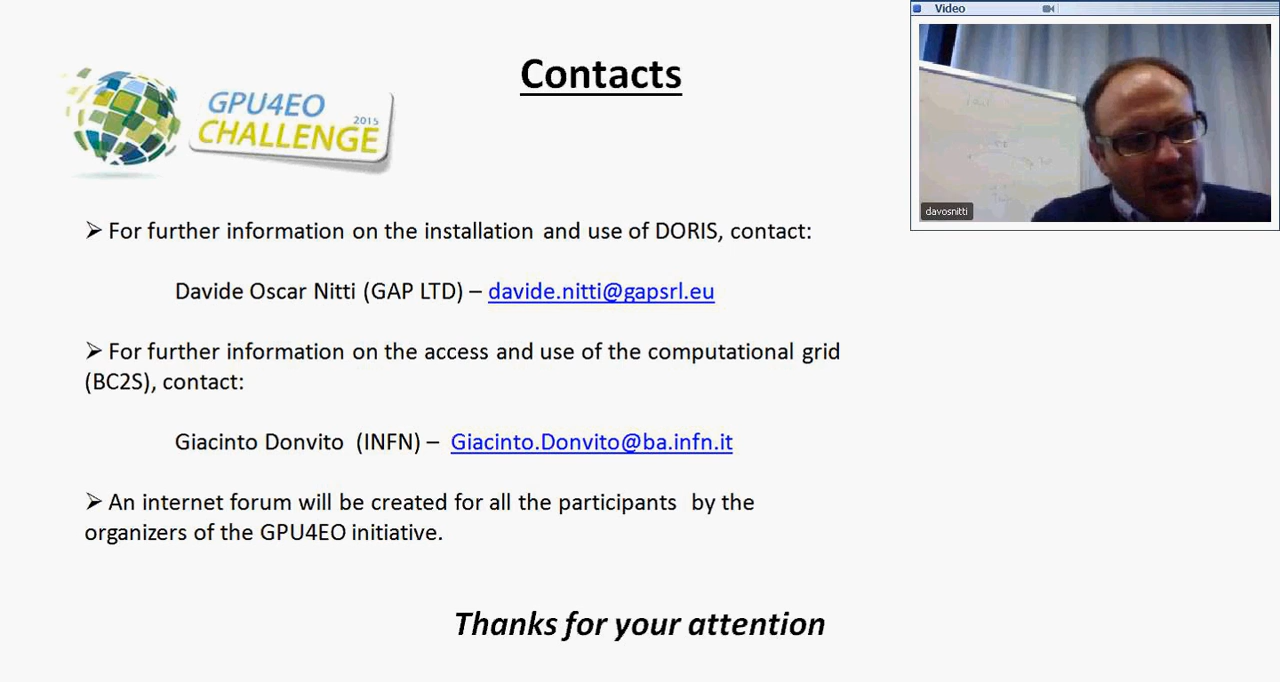 Video
Contacts
GPU4EO
2015
CHALLENGE
davosnitti
➢ For further information on the installation and use of DORIS, contact:
Davide Oscar Nitti (GAP LTD) – davide.nitti@gapsrl.eu
➢ For further information on the access and use of the computational grid
(BC2S), contact:
Giacinto Donvito (INFN) – Giacinto.Donvito@ba.infn.it
➢ An internet forum will be created for all the participants by the
organizers of the GPU4EO initiative.
Thanks for your attention